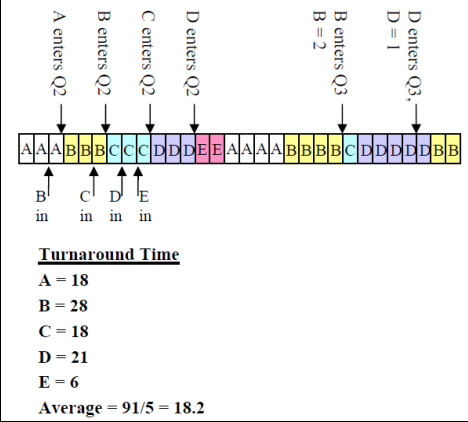 A enters Q2
B enters Q2
C enters Q2
D enters Q2
B enters Q3
B = 2
D enters Q3,
D = 1
A A A B B B C C C D D D E E A A A A B B B B C D D D D D B B
B C D E
in in in in
Turnaround Time
A = 18
B = 28
C = 18
D = 21
E = 6
Average = 91/5 = 18.2